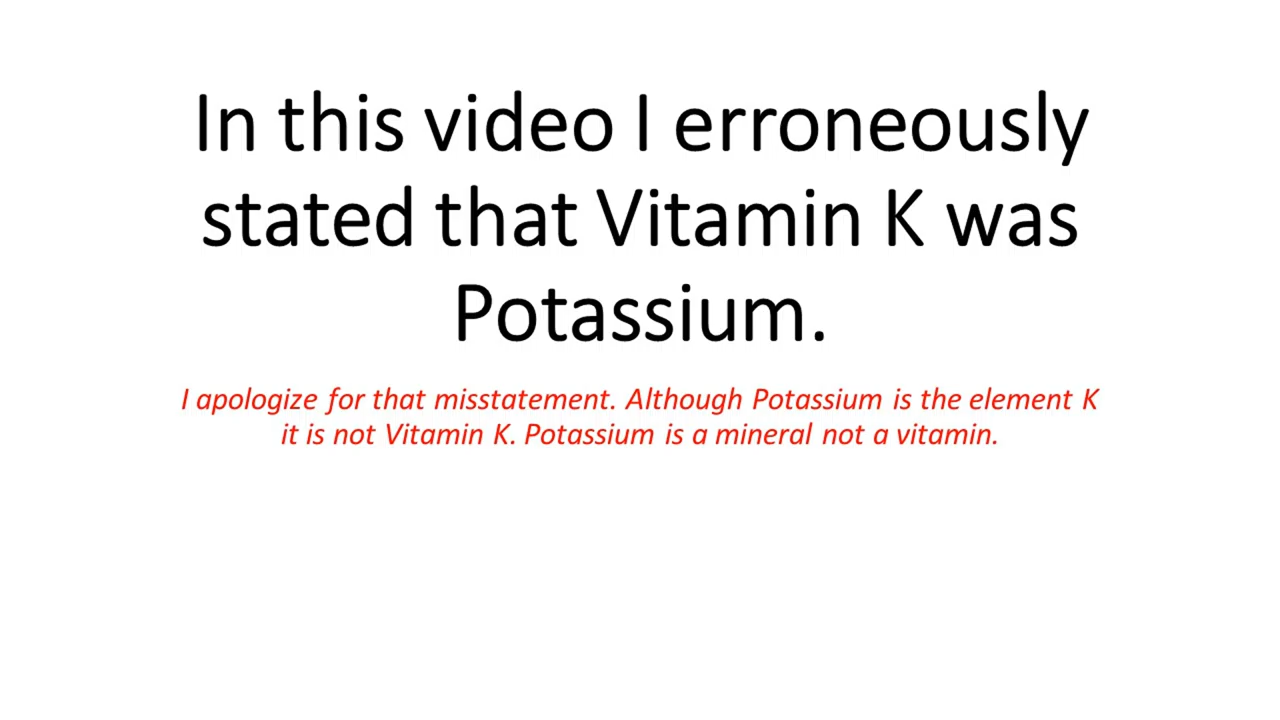 In this video I erroneously
stated that Vitamin K was
Potassium.
I apologize for that misstatement. Although Potassium is the element K
it is not Vitamin K. Potassium is a mineral not a vitamin.